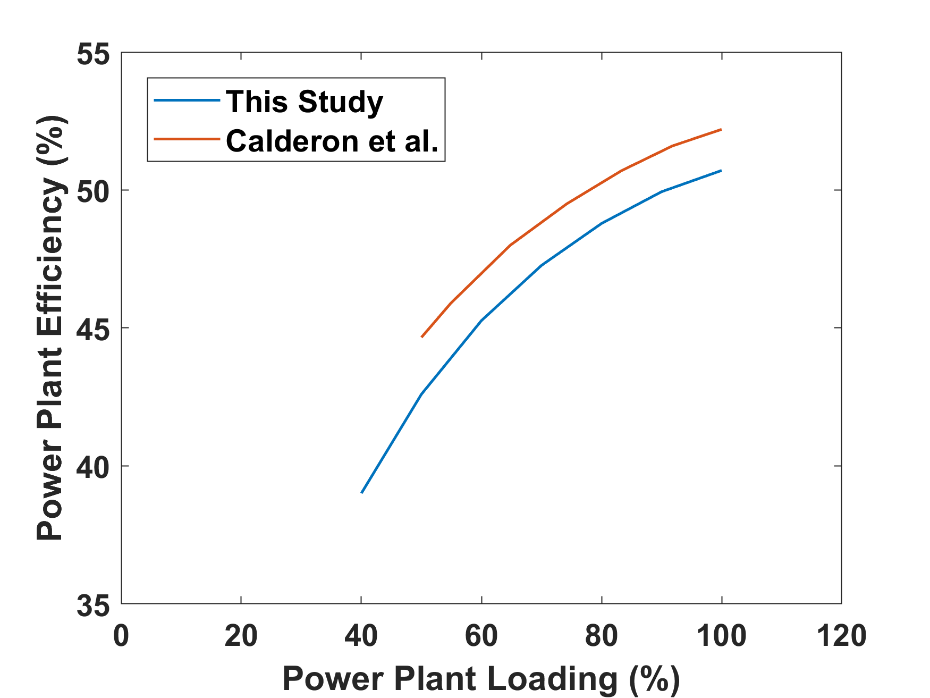 55
50
45
40
35
Power Plant Efficiency (%)
This Study
Calderon et al.
0 20 40 60 80 100 120
Power Plant Loading (%)